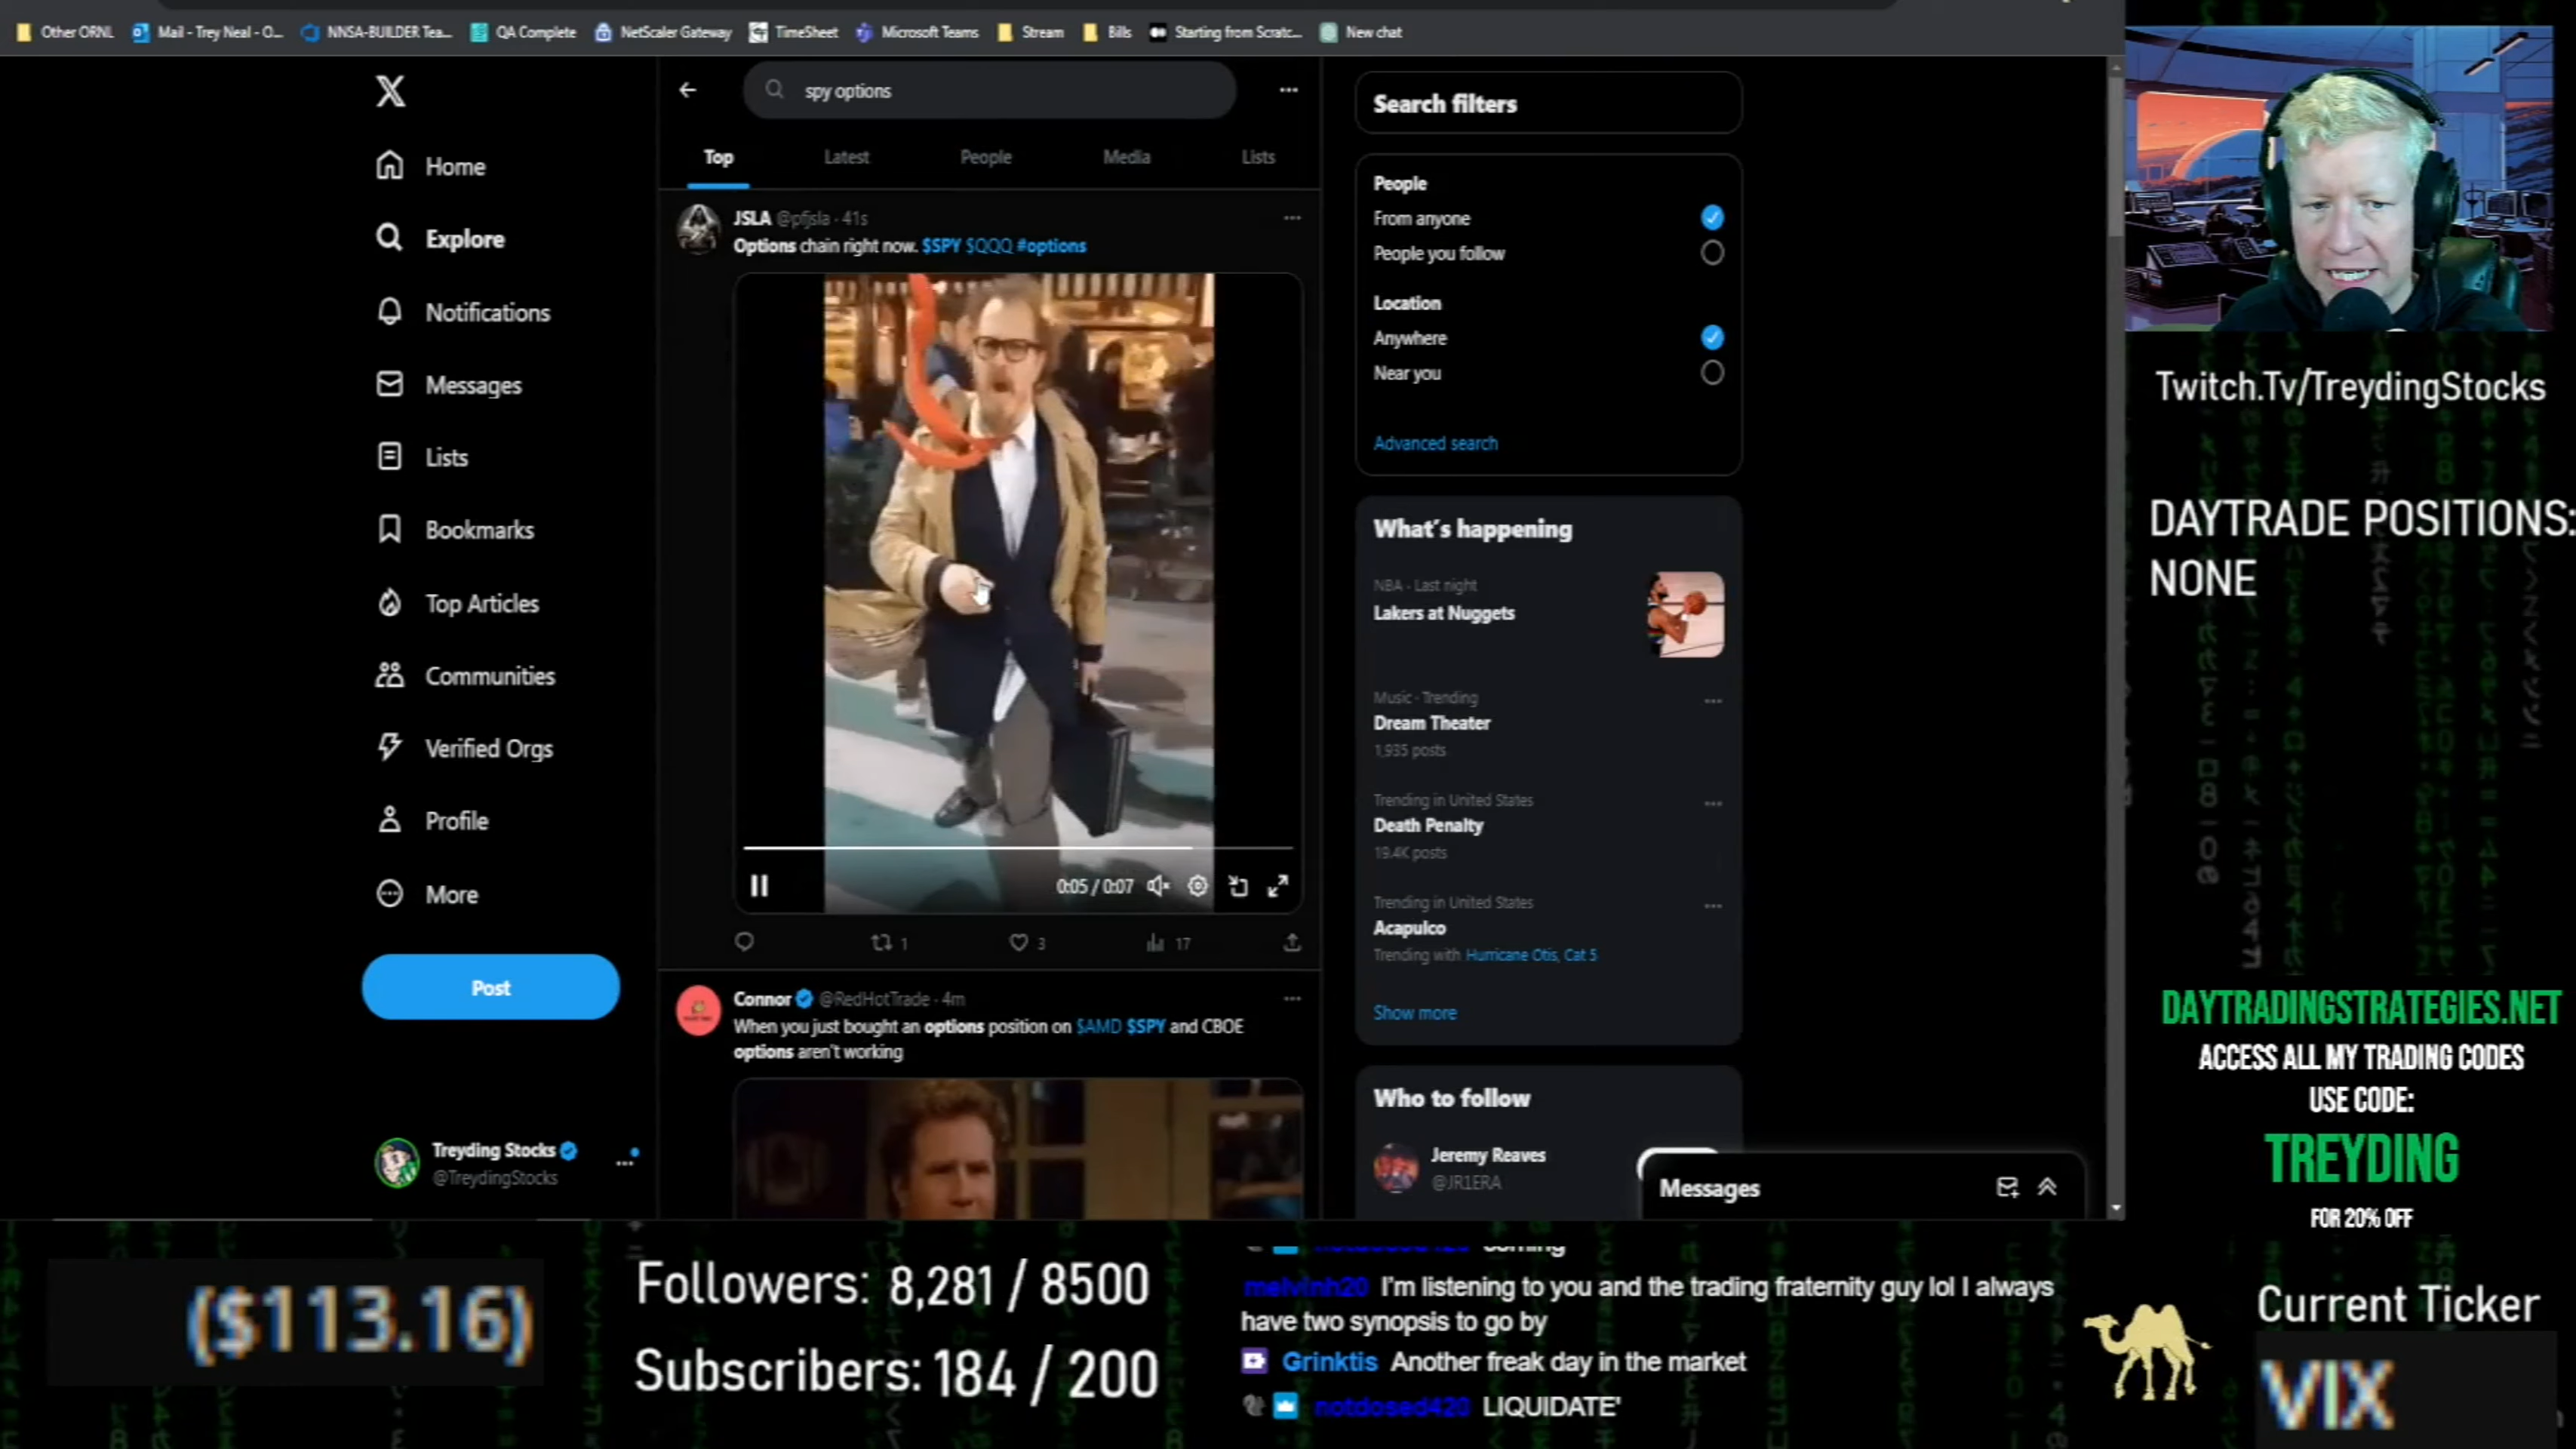 Other ORNL
Mail - Trey Neal - O...
NNSA-BUILDER Tea...
QA Complete
NetScaler Gateway
TimeSheet
Microsoft Teams
Stream
Bills
Starting from Scratc...
New chat
X
Home
Explore
Notifications
Messages
Lists
Bookmarks
Top Articles
Communities
Verified Orgs
Profile
More
Post
Treyding Stocks
@TreydingStocks
spy options
Top
Latest
People
Media
Lists
JSLA @pfjsla · 41s
Options chain right now. $SPY $QQQ #options
0:05 / 0:07
1
3
17
Connor @RedHotTrade · 4m
When you just bought an options position on $AMD $SPY and CBOE
options aren't working
Search filters
People
From anyone
People you follow
Location
Anywhere
Near you
Advanced search
What's happening
NBA · Last night
Lakers at Nuggets
Music · Trending
Dream Theater
1,935 posts
Trending in United States
Death Penalty
19.4K posts
Trending in United States
Acapulco
Trending with Hurricane Otis, Cat 5
Show more
Who to follow
Jeremy Reaves
@JR1ERA
Messages
Twitch.Tv/TreydingStocks
DAYTRADE POSITIONS:
NONE
DAYTRADINGSTRATEGIES.NET
ACCESS ALL MY TRADING CODES
USE CODE:
TREYDING
FOR 20% OFF
($113.16)
Followers: 8,281 / 8500
Subscribers: 184 / 200
coming
melvinh20 I'm listening to you and the trading fraternity guy lol I always
have two synopsis to go by
Grinktis Another freak day in the market
notdosed420 LIQUIDATE'
Current Ticker
VIX